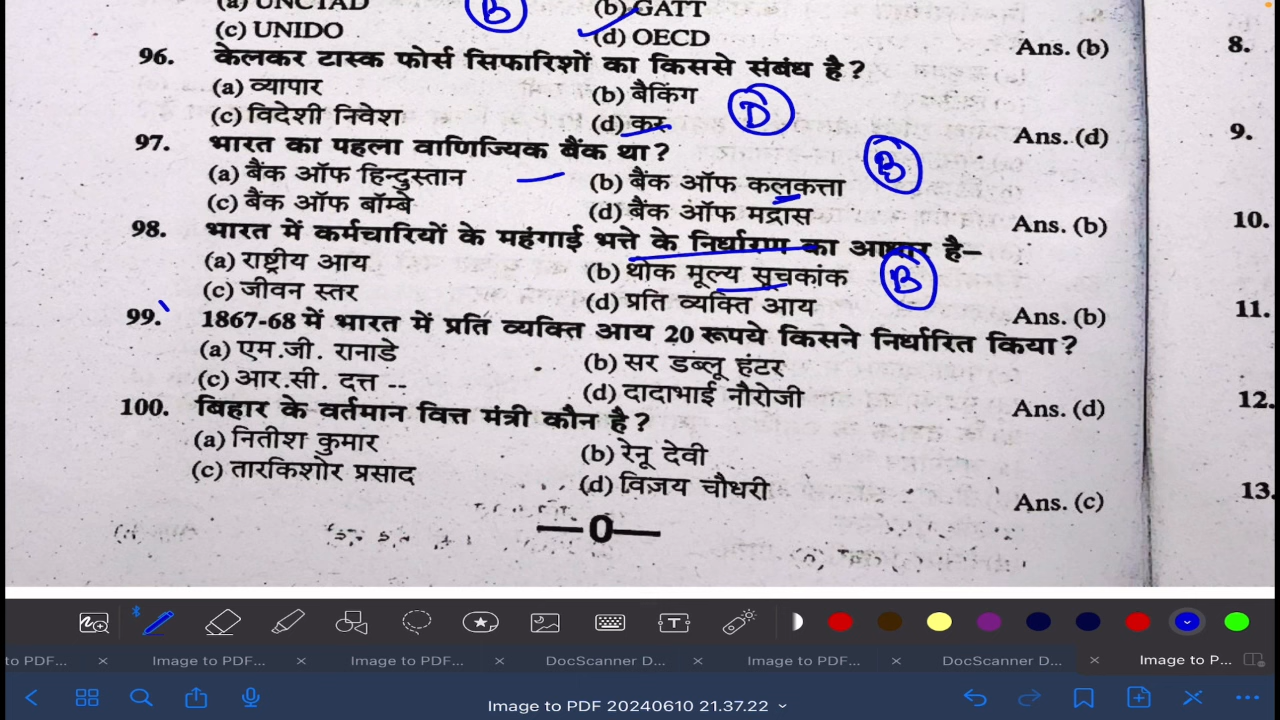 (a) UNCTAD (b) GATT
B
(c) UNIDO (d) OECD Ans. (b)
96. केलकर टास्क फोर्स सिफारिशों का किससे संबंध है?
(a) व्यापार (b) बैकिंग
(c) विदेशी निवेश (d) कर Ans. (d)
D
97. भारत का पहला वाणिज्यिक बैंक था?
(a) बैंक ऑफ हिन्दुस्तान (b) बैंक ऑफ कलकत्ता
B
(c) बैंक ऑफ बॉम्बे (d) बैंक ऑफ मद्रास Ans. (b)
98. भारत में कर्मचारियों के महंगाई भत्ते के निर्धारण का आधार है–
(a) राष्ट्रीय आय (b) थोक मूल्य सूचकांक
B
(c) जीवन स्तर (d) प्रति व्यक्ति आय Ans. (b)
99. 1867-68 में भारत में प्रति व्यक्ति आय 20 रूपये किसने निर्धारित किया?
(a) एम.जी. रानाडे (b) सर डब्लू हंटर
(c) आर.सी. दत्त -- (d) दादाभाई नौरोजी Ans. (d)
100. बिहार के वर्तमान वित्त मंत्री कौन है?
(a) नितीश कुमार (b) रेनू देवी
(c) तारकिशोर प्रसाद (d) विजय चौधरी Ans. (c)
—0—
8.
9.
10.
11.
12.
13.
to PDF... × Image to PDF... × Image to PDF... × DocScanner D... × Image to PDF... × DocScanner D... × Image to P...
Image to PDF 20240610 21.37.22